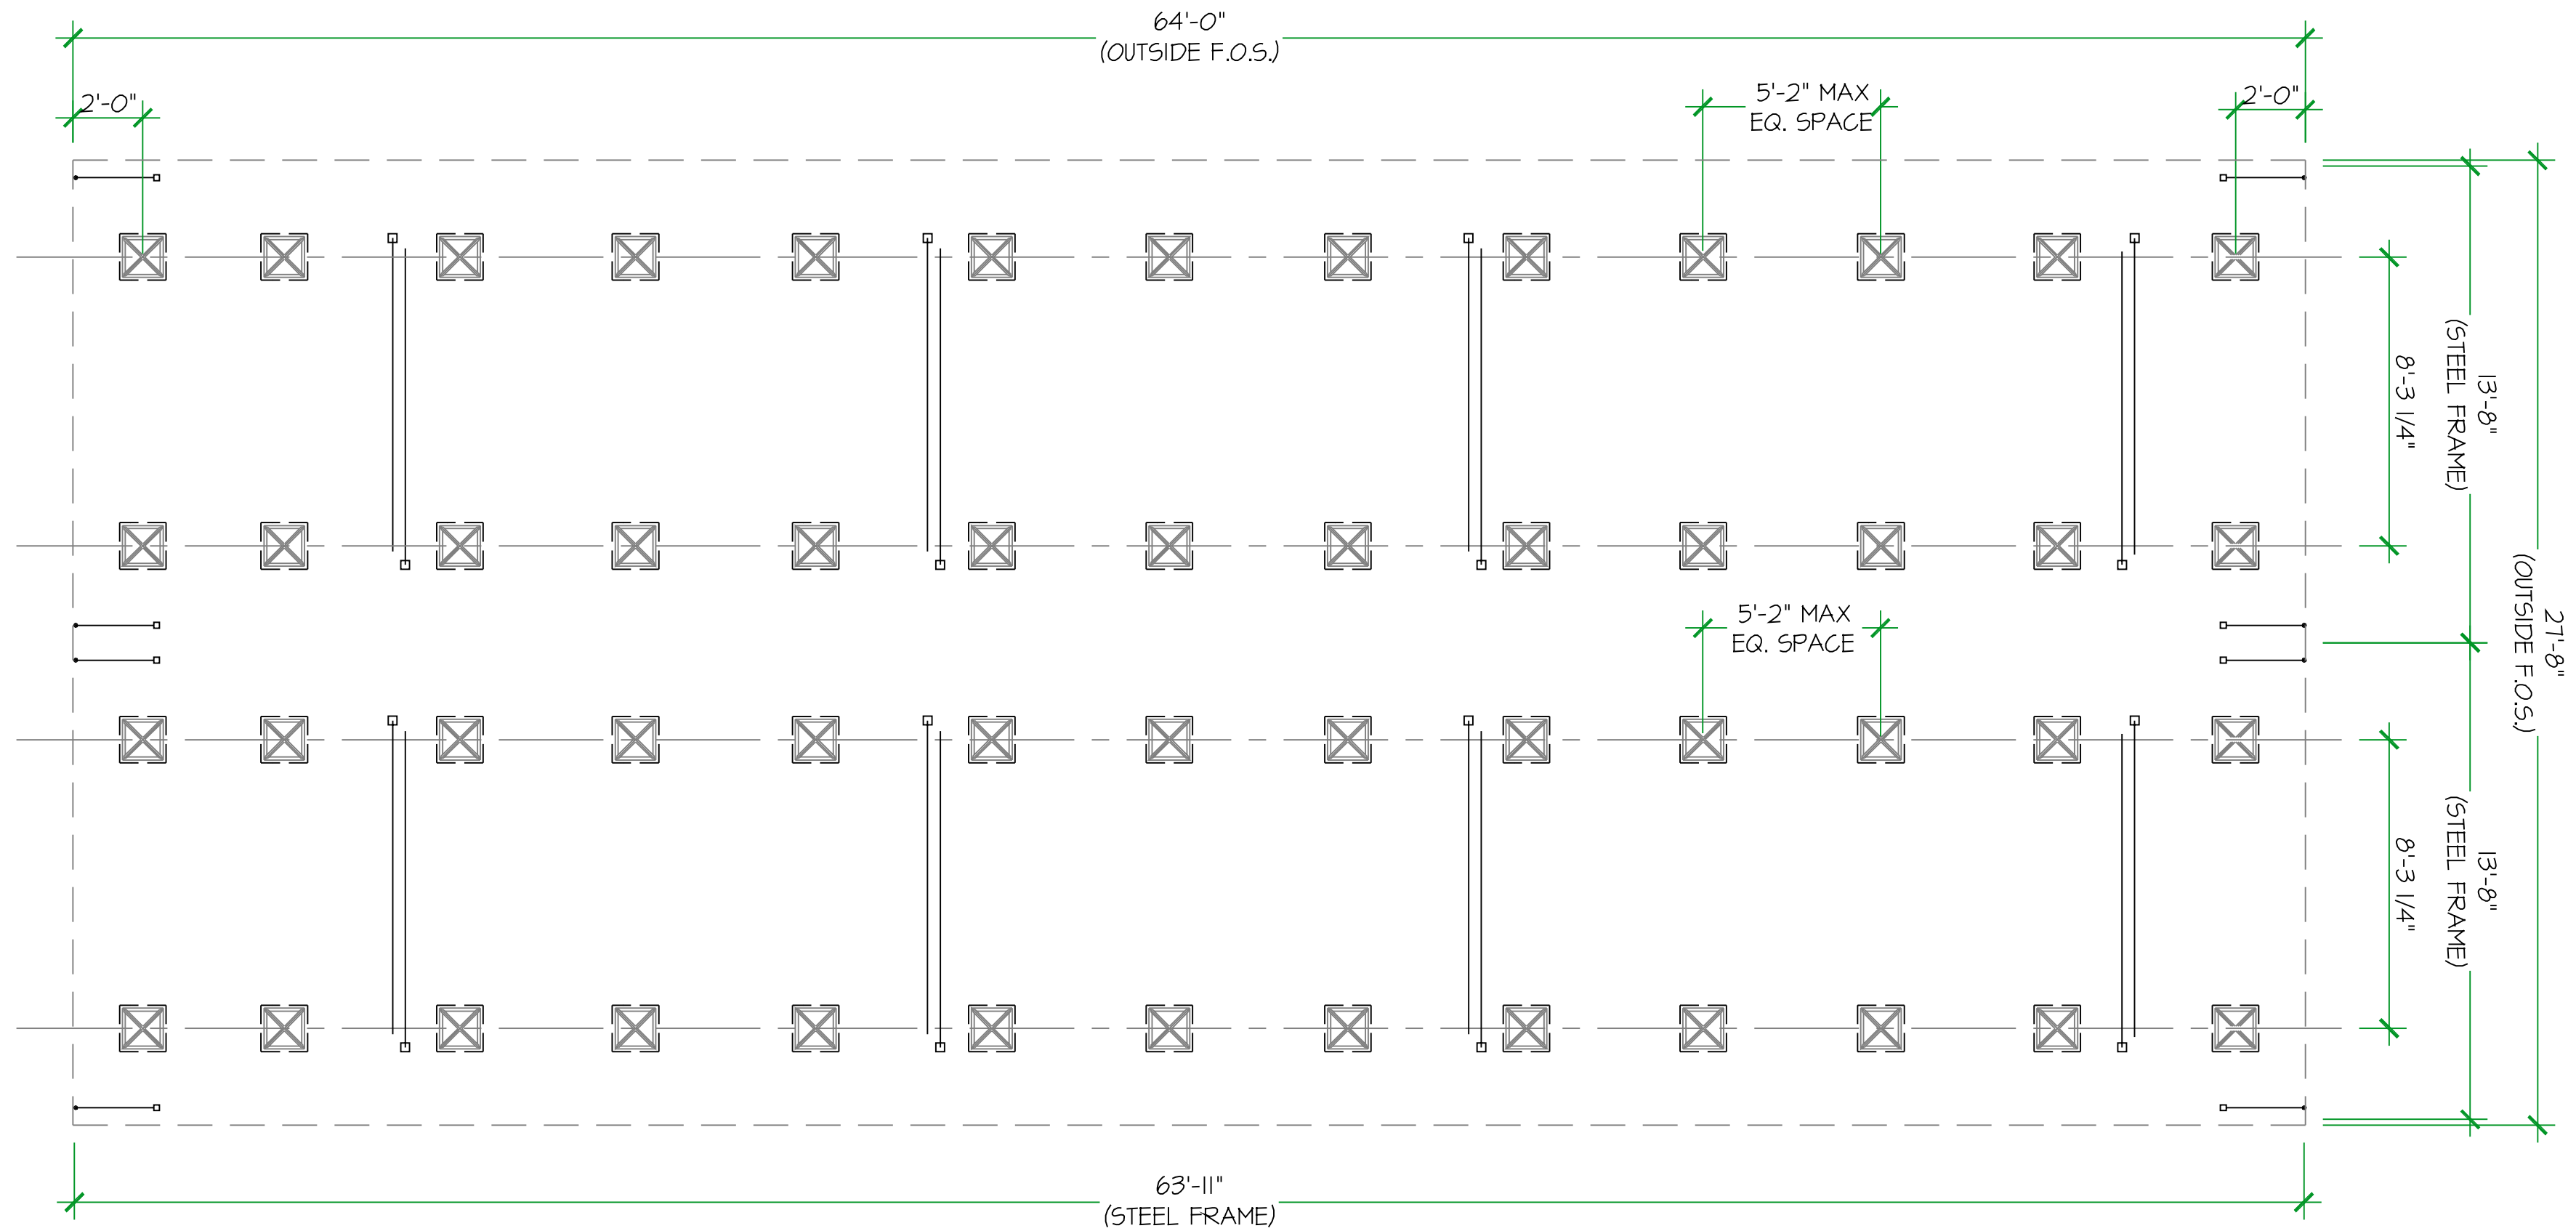 64'-0"
(OUTSIDE F.O.S.)
2'-0"
5'-2" MAX
EQ. SPACE
2'-0"
8'-3 1/4"
(STEEL FRAME)
13'-8"
5'-2" MAX
EQ. SPACE
(OUTSIDE F.O.S.)
27'-8"
8'-3 1/4"
(STEEL FRAME)
13'-8"
63'-11"
(STEEL FRAME)